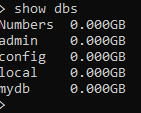 > show dbs
Numbers  0.000GB
admin    0.000GB
config   0.000GB
local    0.000GB
mydb     0.000GB
>